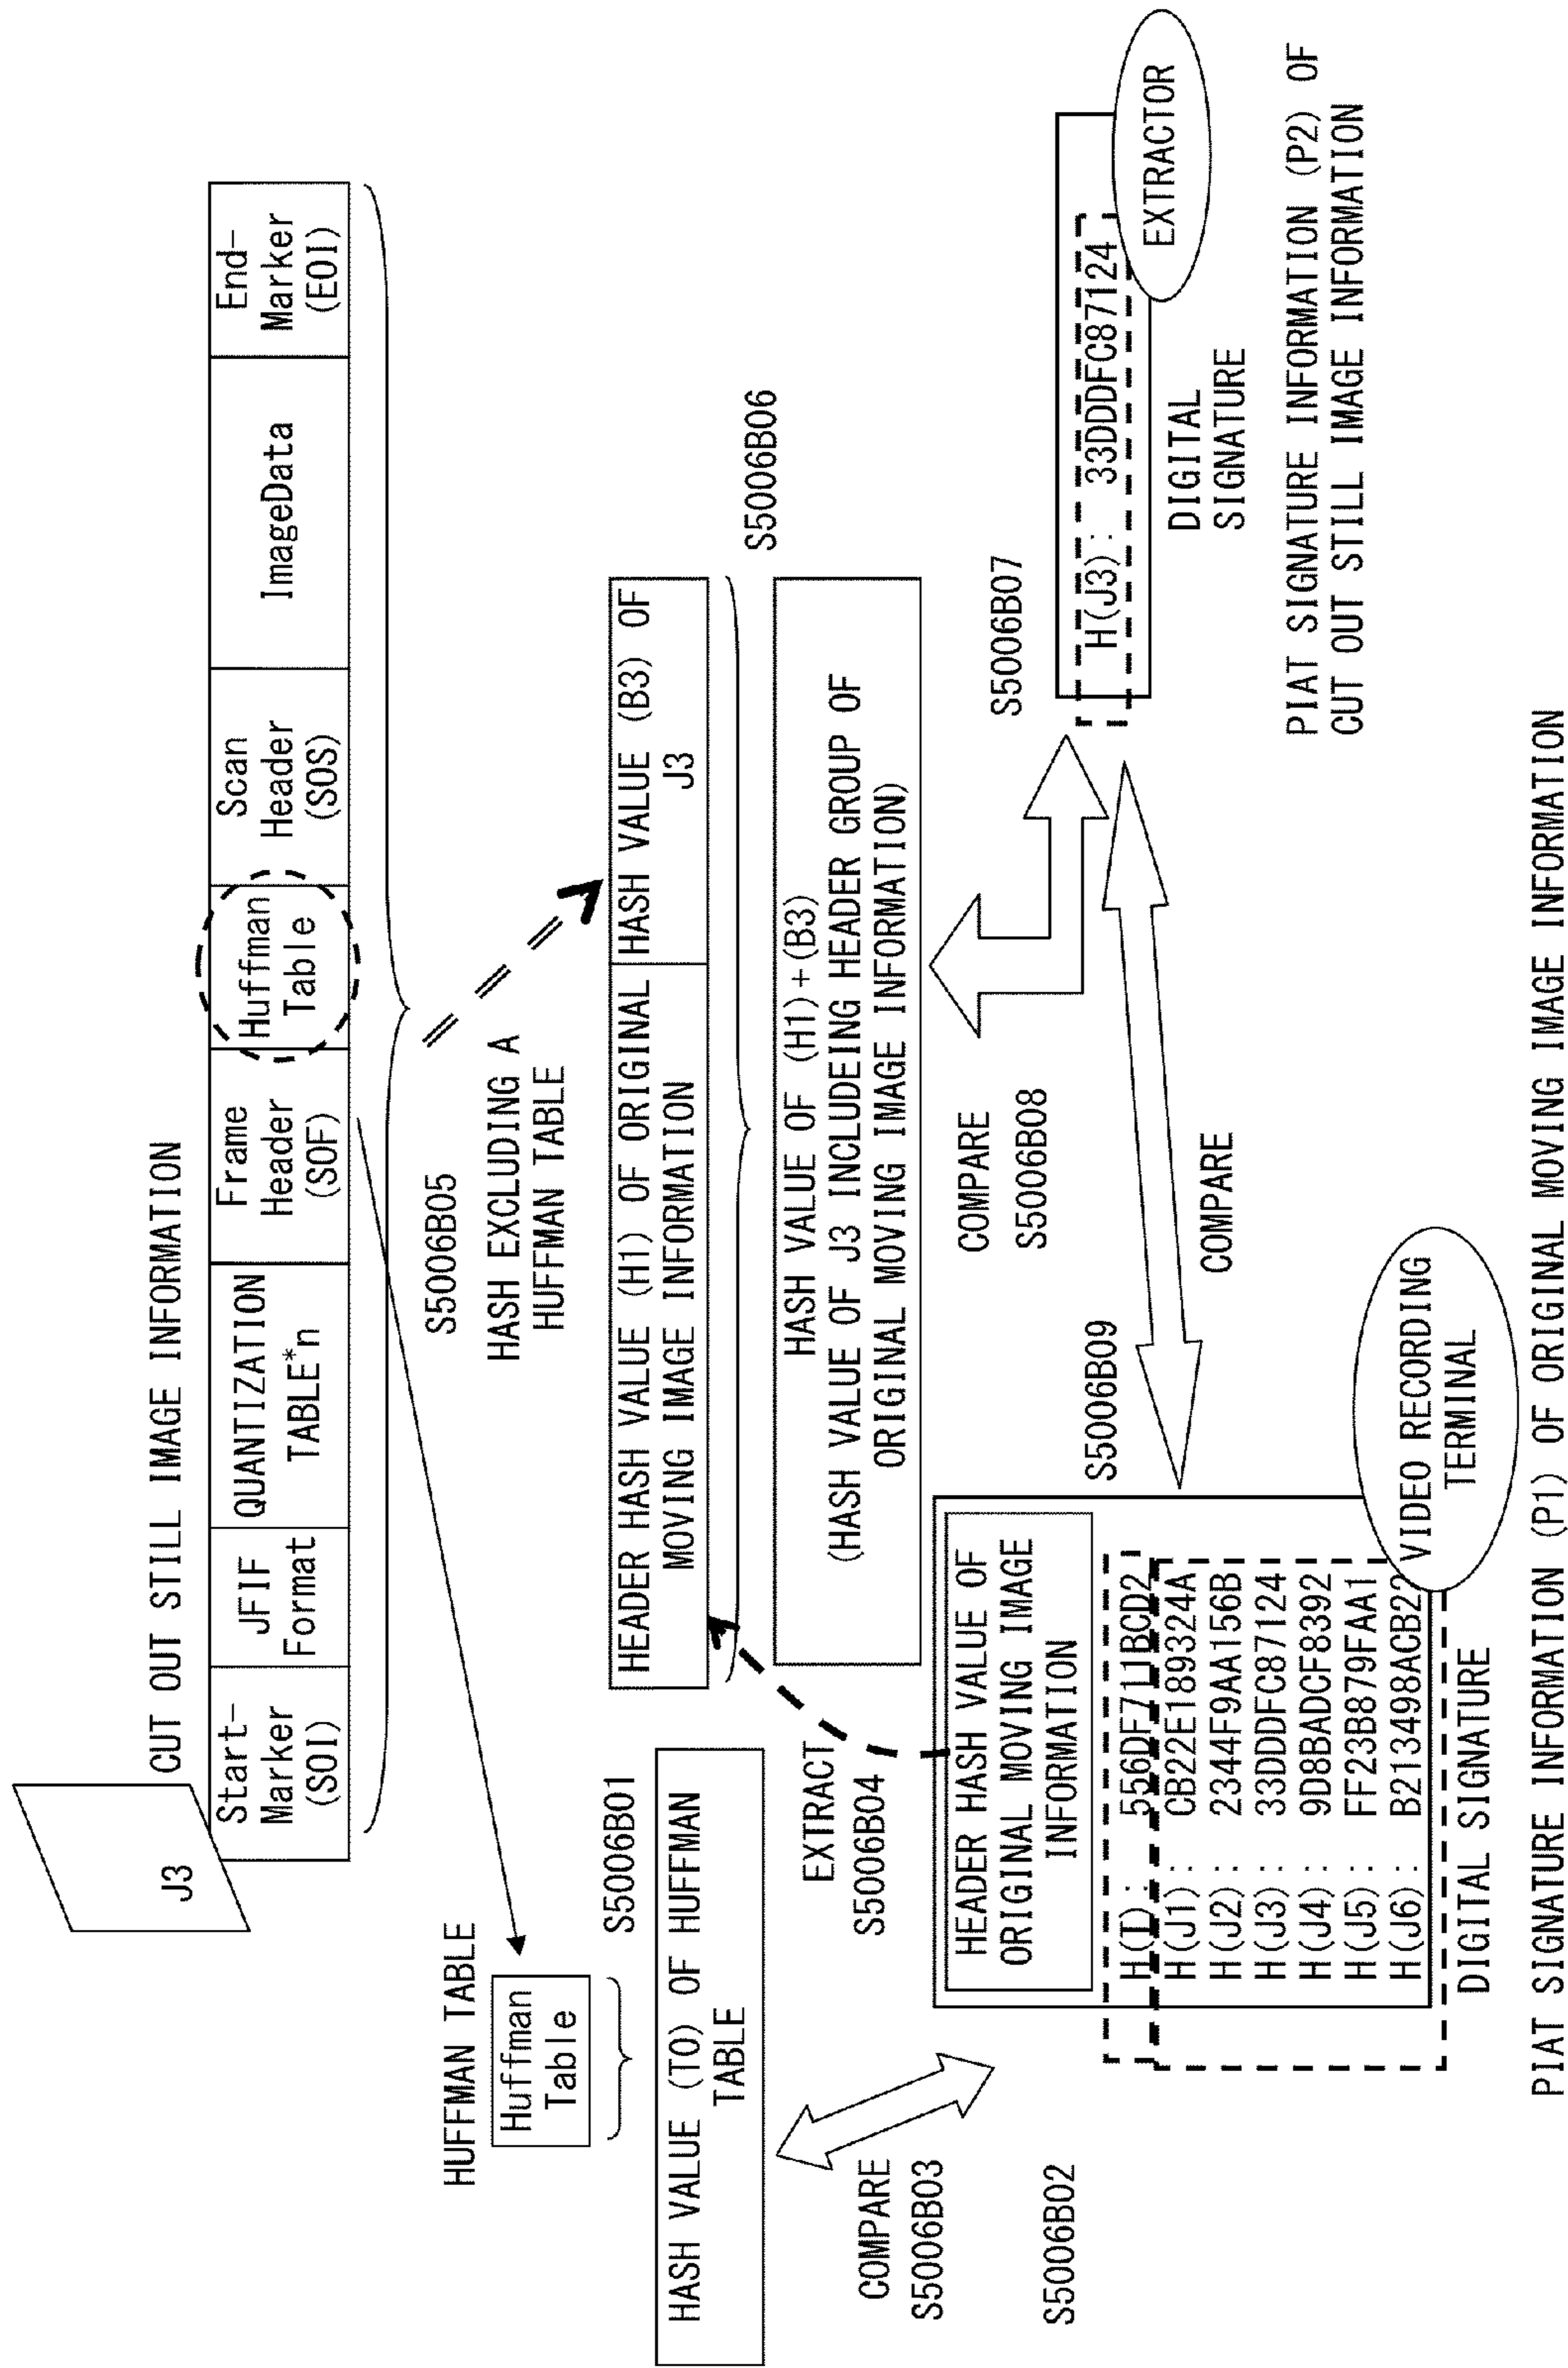 J3
CUT OUT STILL IMAGE INFORMATION
Start-
Marker
(SOI)
JFIF
Format
QUANTIZATION
TABLE*n
Frame
Header
(SOF)
Huffman
Table
Scan
Header
(SOS)
ImageData
End-
Marker
(EOI)
HUFFMAN TABLE
Huffman
Table
S5006B01
HASH VALUE (T0) OF HUFFMAN
TABLE
S5006B05
HASH EXCLUDING A
HUFFMAN TABLE
HEADER HASH VALUE (H1) OF ORIGINAL
MOVING IMAGE INFORMATION
HASH VALUE (B3) OF
J3
S5006B06
HASH VALUE OF (H1)+(B3)
(HASH VALUE OF J3 INCLUDEING HEADER GROUP OF
ORIGINAL MOVING IMAGE INFORMATION)
EXTRACT
S5006B04
COMPARE
S5006B03
S5006B02
COMPARE
S5006B08
S5006B07
H(J3): 33DDDFC87124
EXTRACTOR
DIGITAL
SIGNATURE
PIAT SIGNATURE INFORMATION (P2) OF
CUT OUT STILL IMAGE INFORMATION
S5006B09
COMPARE
HEADER HASH VALUE OF
ORIGINAL MOVING IMAGE
INFORMATION
H(T): 556DF711BCD2
H(J1): CB22E189324A
H(J2): 2344F9AA156B
H(J3): 33DDDFC87124
H(J4): 9D8BADCF8392
H(J5): FF23B879FAA1
H(J6): B213498ACB22
VIDEO RECORDING
TERMINAL
DIGITAL SIGNATURE
PIAT SIGNATURE INFORMATION (P1) OF ORIGINAL MOVING IMAGE INFORMATION